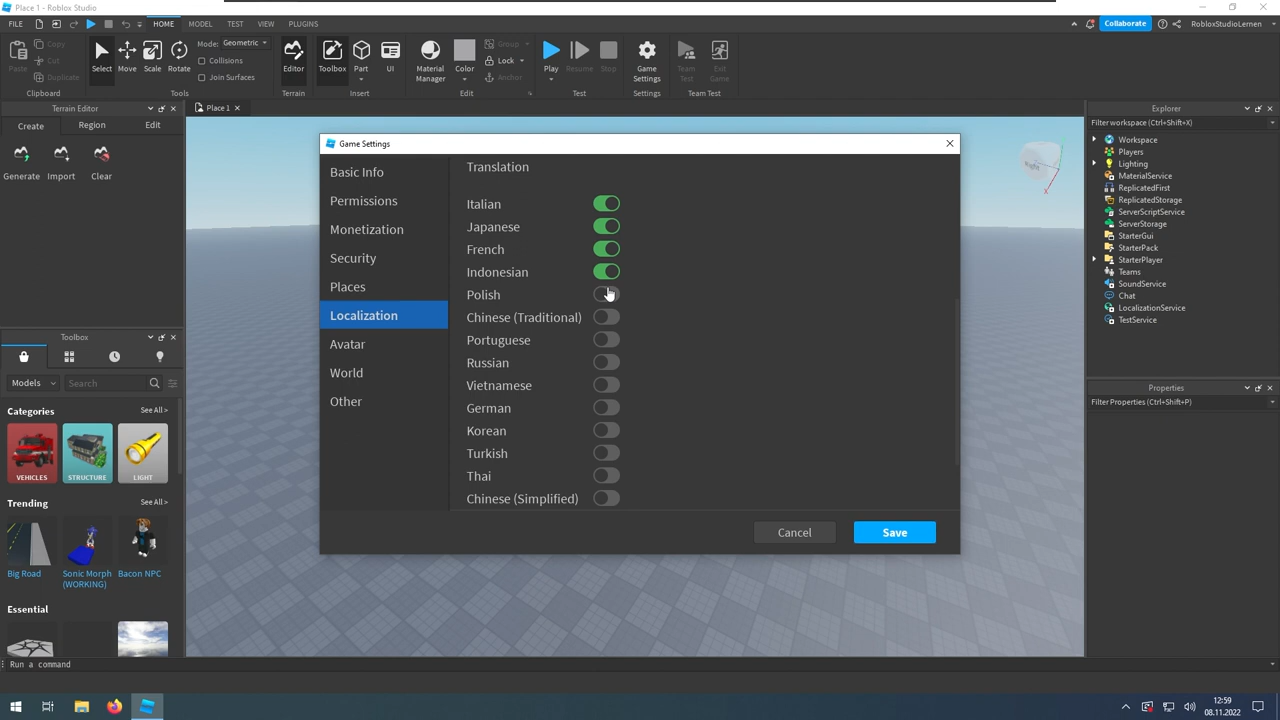 Place 1 - Roblox Studio
FILE
HOME
MODEL
TEST
VIEW
PLUGINS
Collaborate
RobloxStudioLernen
Paste
Copy
Cut
Duplicate
Clipboard
Select
Move
Scale
Rotate
Mode: Geometric
Collisions
Join Surfaces
Tools
Editor
Terrain
Toolbox
Part
UI
Insert
Material Manager
Color
Group
Lock
Anchor
Edit
Play
Resume
Stop
Test
Game Settings
Settings
Team Test
Exit Game
Team Test
Terrain Editor
Create
Region
Edit
Generate
Import
Clear
Place 1
Toolbox
Models
Search
Categories
See All >
VEHICLES
STRUCTURE
LIGHT
Trending
See All >
Big Road
Sonic Morph
(WORKING)
Bacon NPC
Essential
Run a command
Game Settings
Basic Info
Permissions
Monetization
Security
Places
Localization
Avatar
World
Other
Translation
Italian
Japanese
French
Indonesian
Polish
Chinese (Traditional)
Portuguese
Russian
Vietnamese
German
Korean
Turkish
Thai
Chinese (Simplified)
Cancel
Save
Explorer
Filter workspace (Ctrl+Shift+X)
Workspace
Players
Lighting
MaterialService
ReplicatedFirst
ReplicatedStorage
ServerScriptService
ServerStorage
StarterGui
StarterPack
StarterPlayer
Teams
SoundService
Chat
LocalizationService
TestService
Properties
Filter Properties (Ctrl+Shift+P)
12:59
08.11.2022